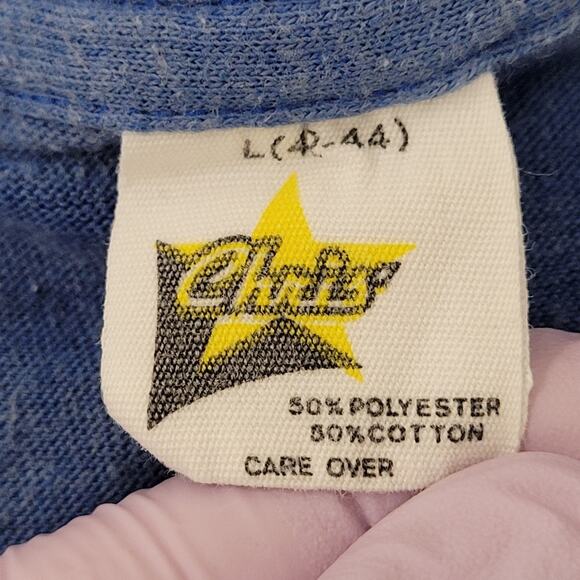 L(42-44)
Chris
50% POLYESTER
50% COTTON
CARE OVER